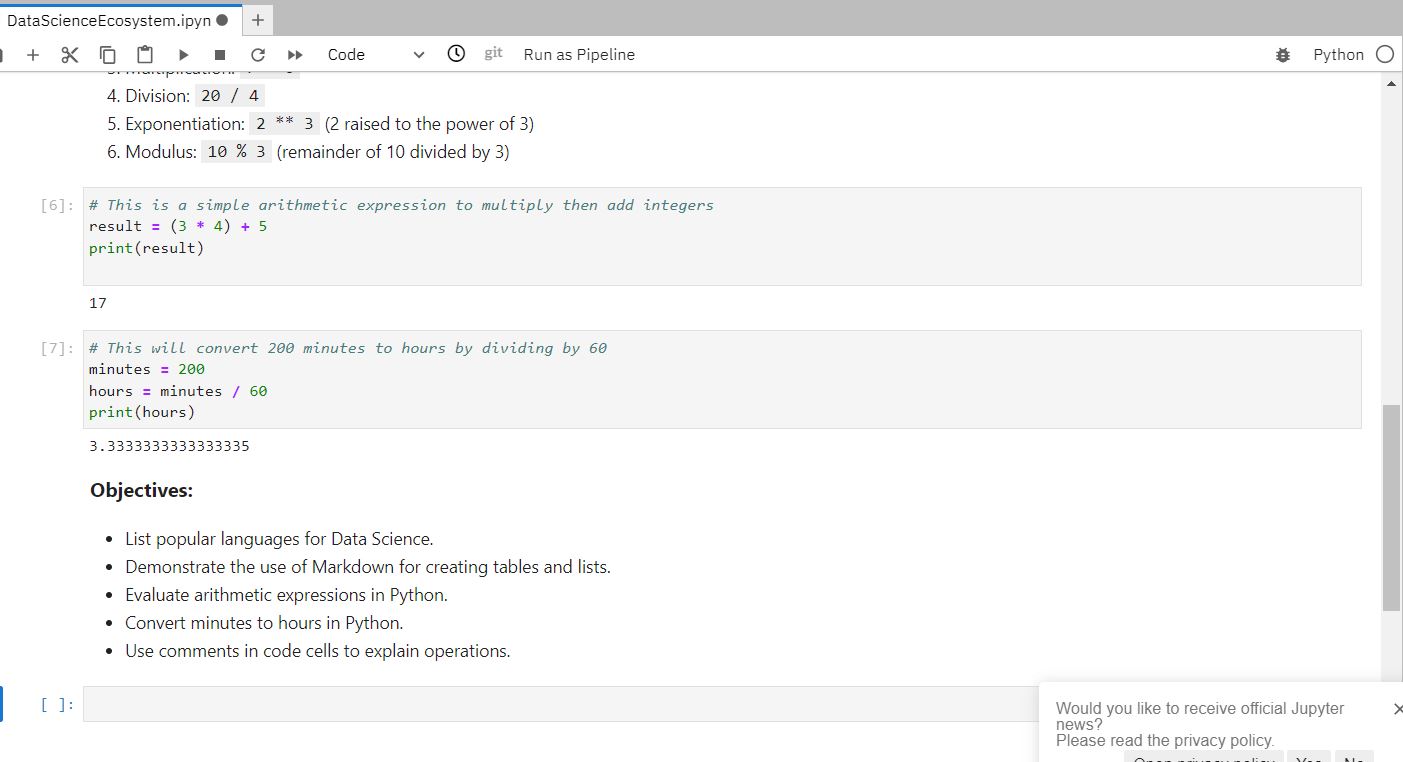 DataScienceEcosystem.ipyn
Code git Run as Pipeline Python
4. Division: 20 / 4
5. Exponentiation: 2 ** 3 (2 raised to the power of 3)
6. Modulus: 10 % 3 (remainder of 10 divided by 3)
[6]: # This is a simple arithmetic expression to multiply then add integers
result = (3 * 4) + 5
print(result)
17
[7]: # This will convert 200 minutes to hours by dividing by 60
minutes = 200
hours = minutes / 60
print(hours)
3.3333333333333335
Objectives:
• List popular languages for Data Science.
• Demonstrate the use of Markdown for creating tables and lists.
• Evaluate arithmetic expressions in Python.
• Convert minutes to hours in Python.
• Use comments in code cells to explain operations.
[ ]:
Would you like to receive official Jupyter
news?
Please read the privacy policy.
Open privacy policy Yes No